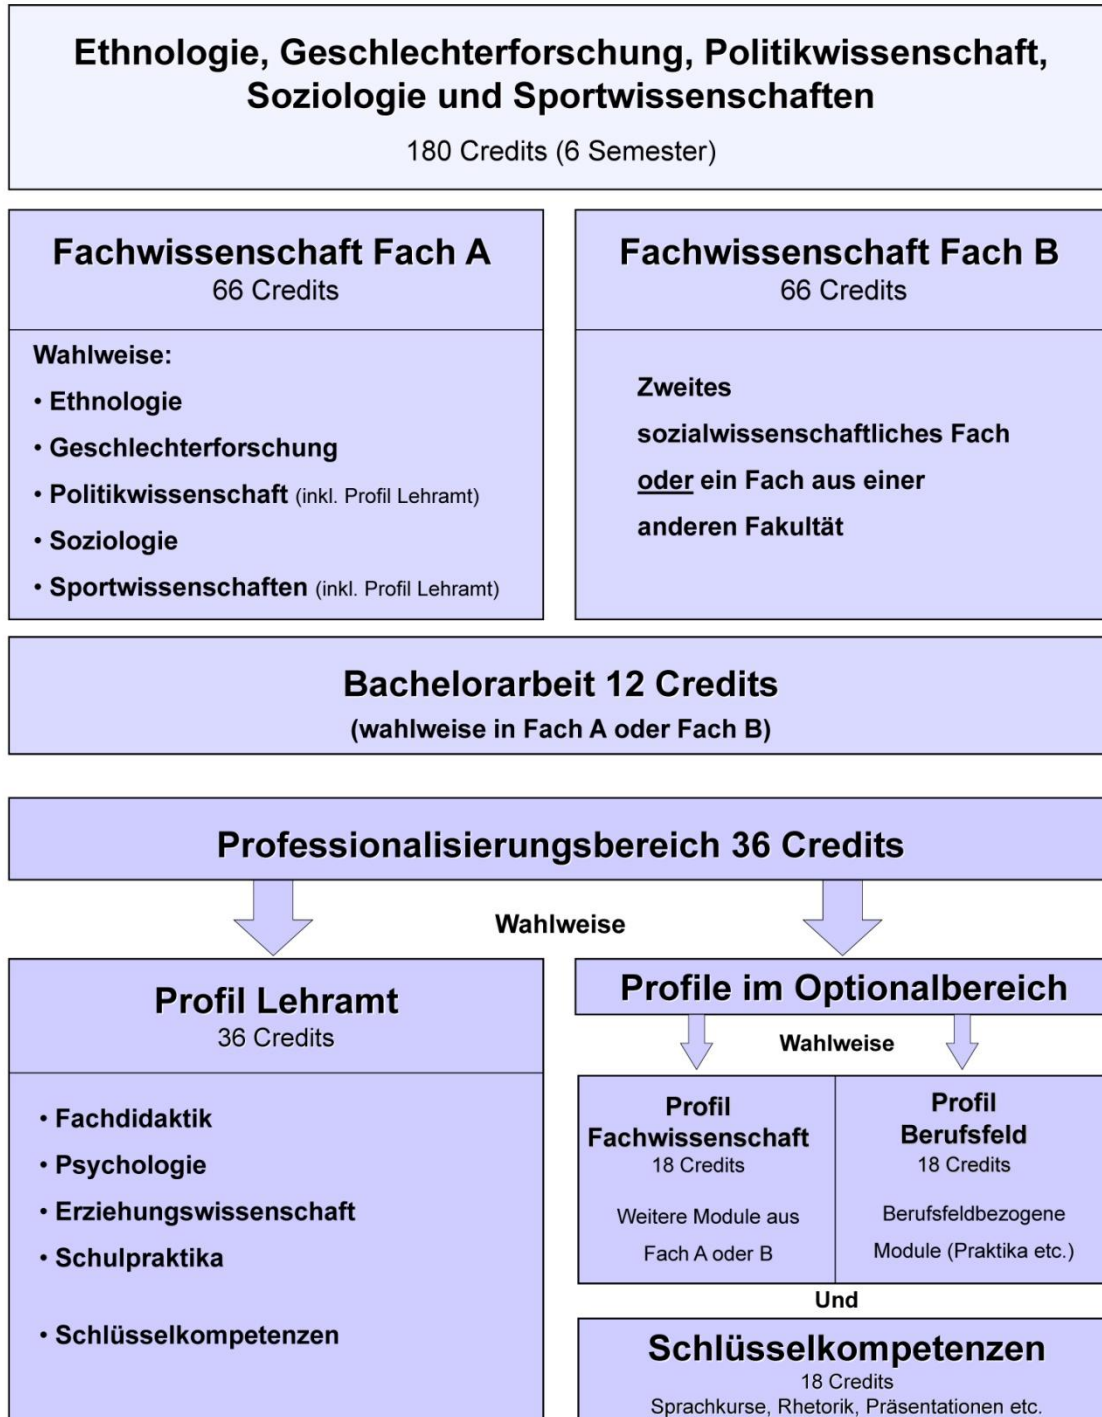 Ethnologie, Geschlechterforschung, Politikwissenschaft,
Soziologie und Sportwissenschaften
180 Credits (6 Semester)
Fachwissenschaft Fach A
66 Credits
Wahlweise:
• Ethnologie
• Geschlechterforschung
• Politikwissenschaft (inkl. Profil Lehramt)
• Soziologie
• Sportwissenschaften (inkl. Profil Lehramt)
Fachwissenschaft Fach B
66 Credits
Zweites
sozialwissenschaftliches Fach
oder ein Fach aus einer
anderen Fakultät
Bachelorarbeit 12 Credits
(wahlweise in Fach A oder Fach B)
Professionalisierungsbereich 36 Credits
Wahlweise
Profil Lehramt
36 Credits
• Fachdidaktik
• Psychologie
• Erziehungswissenschaft
• Schulpraktika
• Schlüsselkompetenzen
Profile im Optionalbereich
Wahlweise
Profil
Fachwissenschaft
18 Credits
Weitere Module aus
Fach A oder B
Profil
Berufsfeld
18 Credits
Berufsfeldbezogene
Module (Praktika etc.)
Und
Schlüsselkompetenzen
18 Credits
Sprachkurse, Rhetorik, Präsentationen etc.